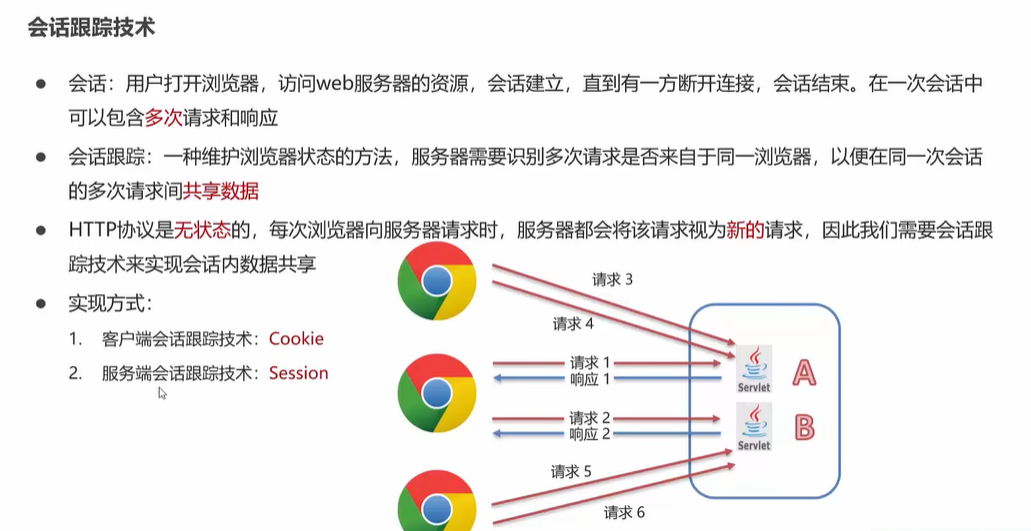 会话跟踪技术
● 会话：用户打开浏览器，访问web服务器的资源，会话建立，直到有一方断开连接，会话结束。在一次会话中
可以包含多次请求和响应
● 会话跟踪：一种维护浏览器状态的方法，服务器需要识别多次请求是否来自于同一浏览器，以便在同一次会话
的多次请求间共享数据
● HTTP协议是无状态的，每次浏览器向服务器请求时，服务器都会将该请求视为新的请求，因此我们需要会话跟
踪技术来实现会话内数据共享
● 实现方式：
1. 客户端会话跟踪技术：Cookie
2. 服务端会话跟踪技术：Session
请求 3
请求 4
请求 1
响应 1
请求 2
响应 2
请求 5
请求 6
Servlet
A
Servlet
B